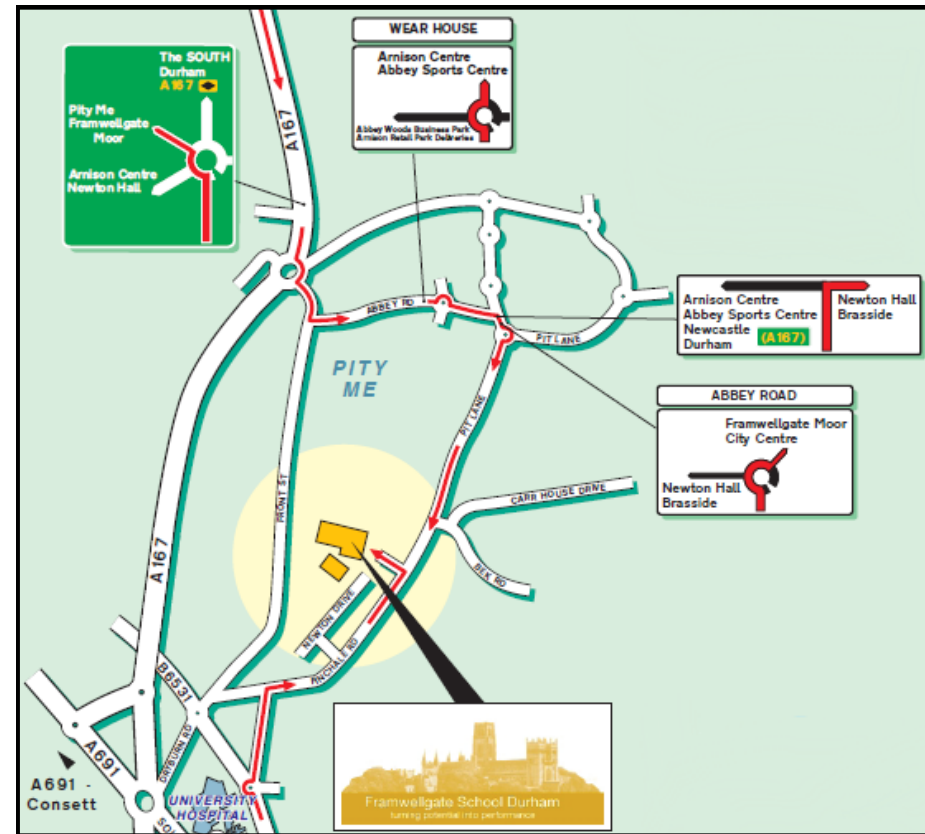 The SOUTH
Durham
A167
Pity Me
Framwellgate
Moor
Arnison Centre
Newton Hall
WEAR HOUSE
Arnison Centre
Abbey Sports Centre
Abbey Woods Business Park
Arnison Retail Park Deliveries
A167
ABBEY RD
Arnison Centre
Abbey Sports Centre
Newcastle
Durham
(A167)
Newton Hall
Brasside
PIT LANE
PITY
ME
ABBEY ROAD
Framwellgate Moor
City Centre
Newton Hall
Brasside
PIT LANE
FRONT ST
CARR HOUSE DRIVE
A167
BEK RD
NEWTON DRIVE
FINCHALE RD
B6531
DRYBURN RD
A691
A691 -
Consett
UNIVERSITY
HOSPITAL
Framwellgate School Durham
turning potential into performance